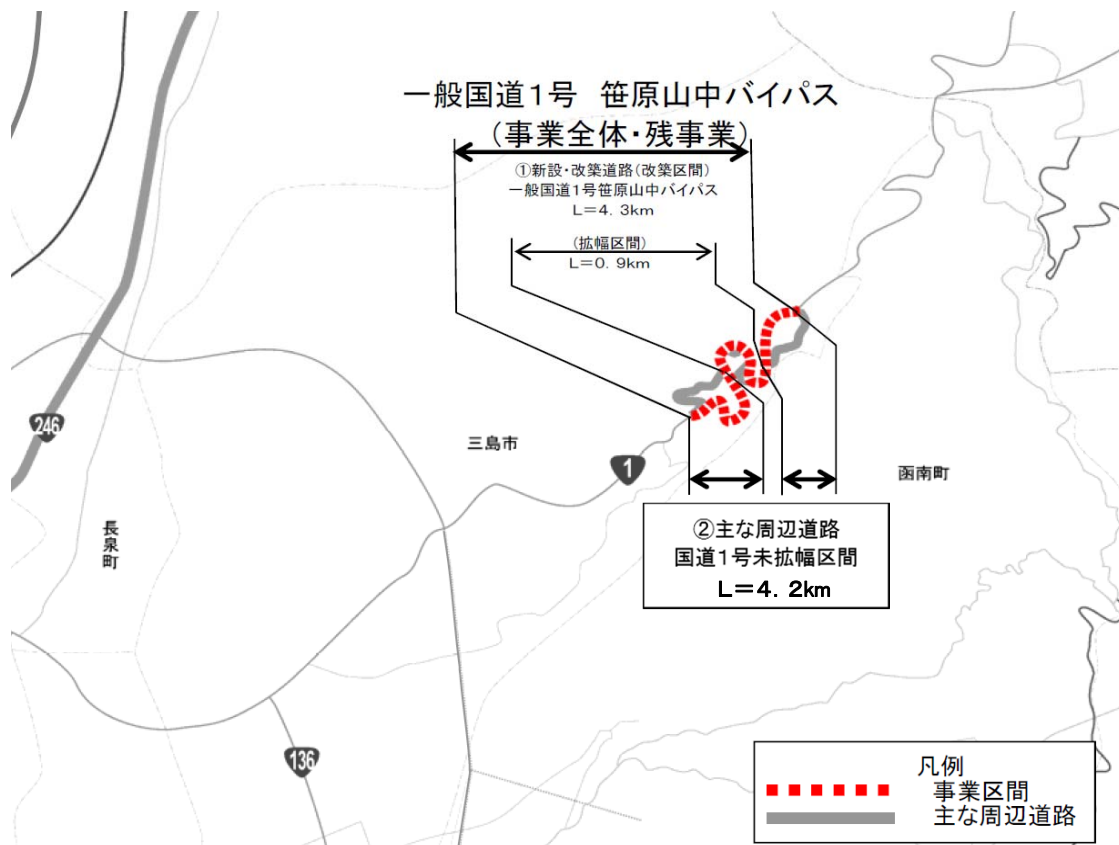 一般国道1号 笹原山中バイパス
(事業全体・残事業)
①新設・改築道路(改築区間)
一般国道1号笹原山中バイパス
L=4.3km
(拡幅区間)
L=0.9km
246
三島市
1
函南町
長泉町
②主な周辺道路
国道1号未拡幅区間
L=4.2km
136
凡例
事業区間
主な周辺道路